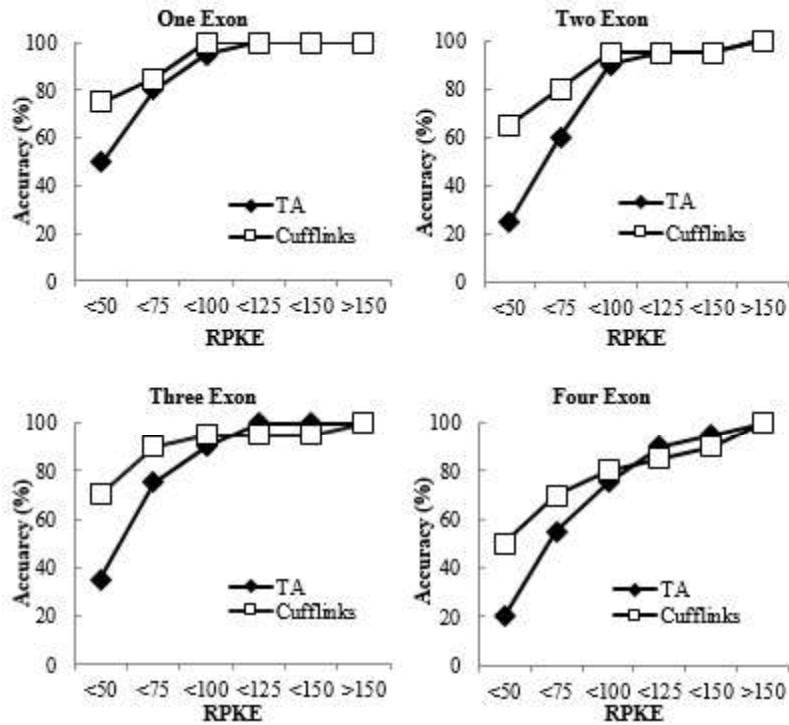 One Exon
Accuracy (%)
100
80
60
40
20
0
TA
Cufflinks
<50 <75 <100 <125 <150 >150
RPKE
Two Exon
Accuracy (%)
100
80
60
40
20
0
TA
Cufflinks
<50 <75 <100 <125 <150 >150
RPKE
Three Exon
Accuarcy (%)
100
80
60
40
20
0
TA
Cufflinks
<50 <75 <100 <125 <150 >150
RPKE
Four Exon
Accuracy (%)
100
80
60
40
20
0
TA
Cufflinks
<50 <75 <100 <125 <150 >150
RPKE